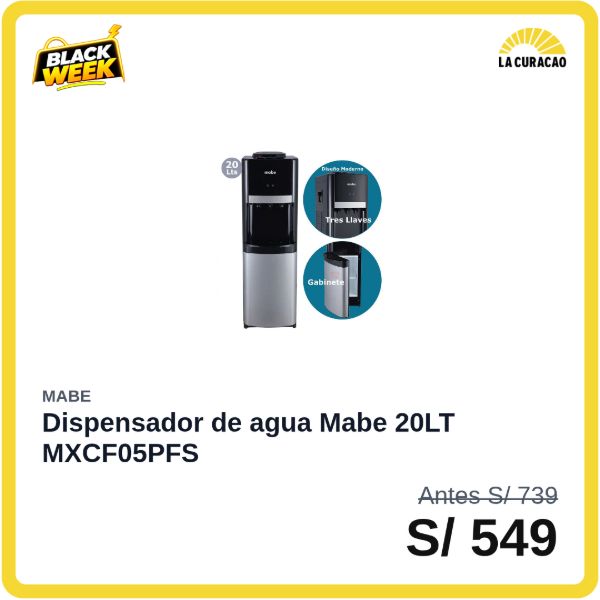 BLACK
WEEK
LA CURACAO
20
Lts
mabe
Diseño Moderno
mabe
Tres Llaves
Gabinete
MABE
Dispensador de agua Mabe 20LT
MXCF05PFS
Antes S/ 739
S/ 549